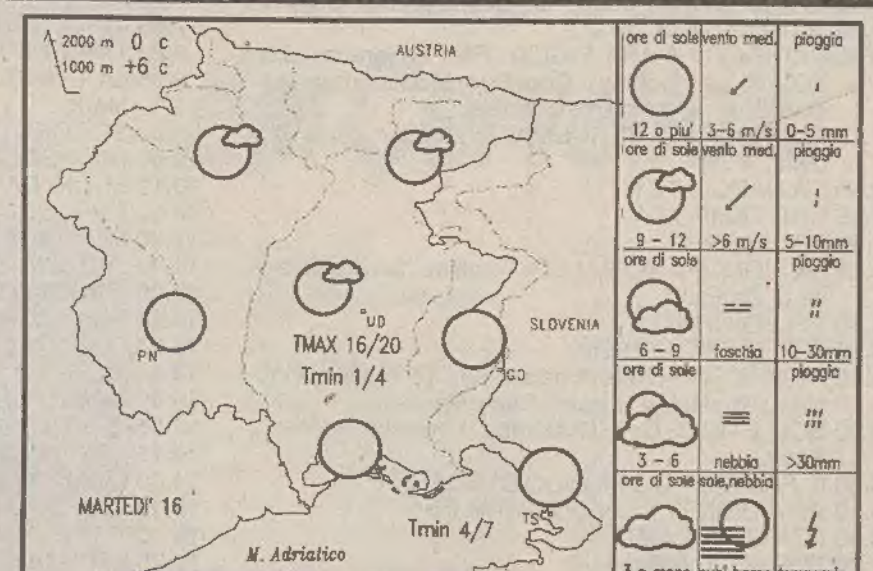 2000 m 0 c
1000 m +6 c
AUSTRIA
UD
SLOVENIA
TMAX 16/20
PN
GO
Tmin 1/4
MARTEDI' 16
TS
Tmin 4/7
M. Adriatico
ore di sole vento med. pioggia
12 o piu' 3-6 m/s 0-5 mm
ore di sole vento med. pioggia
9 - 12 >6 m/s 5-10mm
ore di sole pioggia
6 - 9 foschia 10-30mm
ore di sole pioggia
3 - 6 nebbia >30mm
ore di sole sole,nebbia
3 o meno